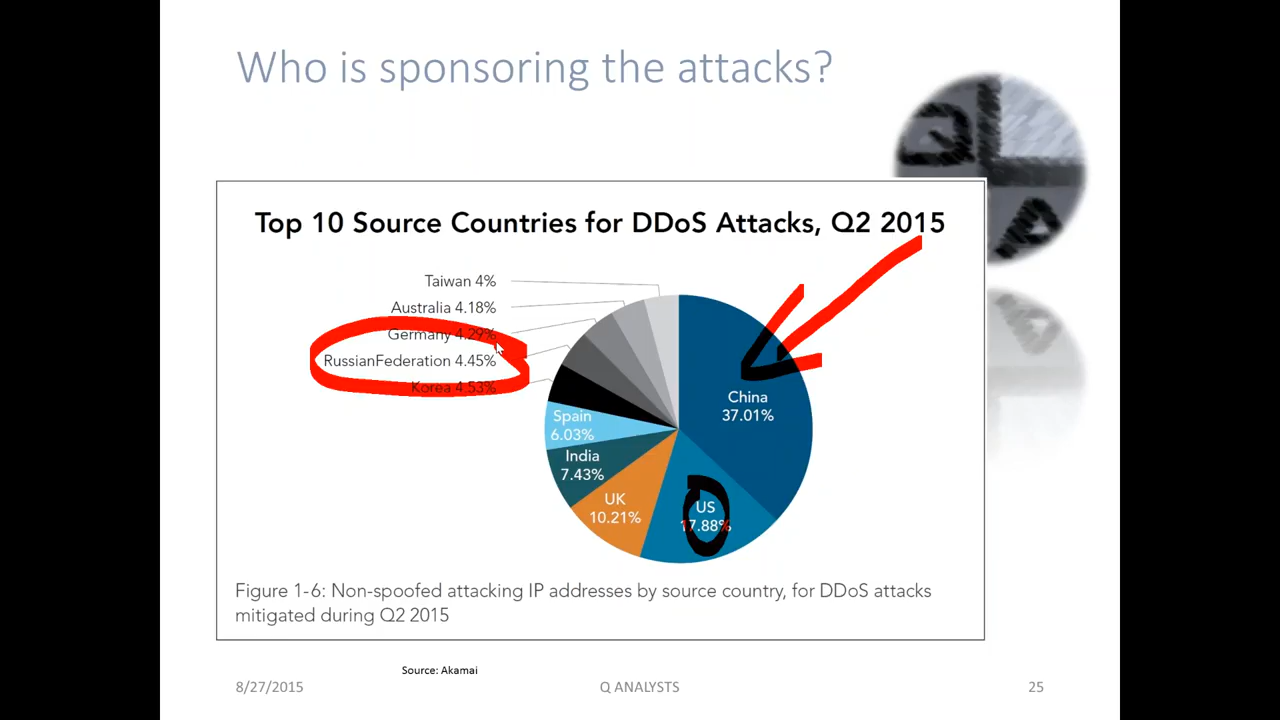 Who is sponsoring the attacks?
Top 10 Source Countries for DDoS Attacks, Q2 2015
Taiwan 4%
Australia 4.18%
Germany 4.29%
RussianFederation 4.45%
Korea 4.53%
China
37.01%
Spain
6.03%
India
7.43%
UK
10.21%
US
17.88%
Figure 1-6: Non-spoofed attacking IP addresses by source country, for DDoS attacks
mitigated during Q2 2015
Source: Akamai
8/27/2015
Q ANALYSTS
25